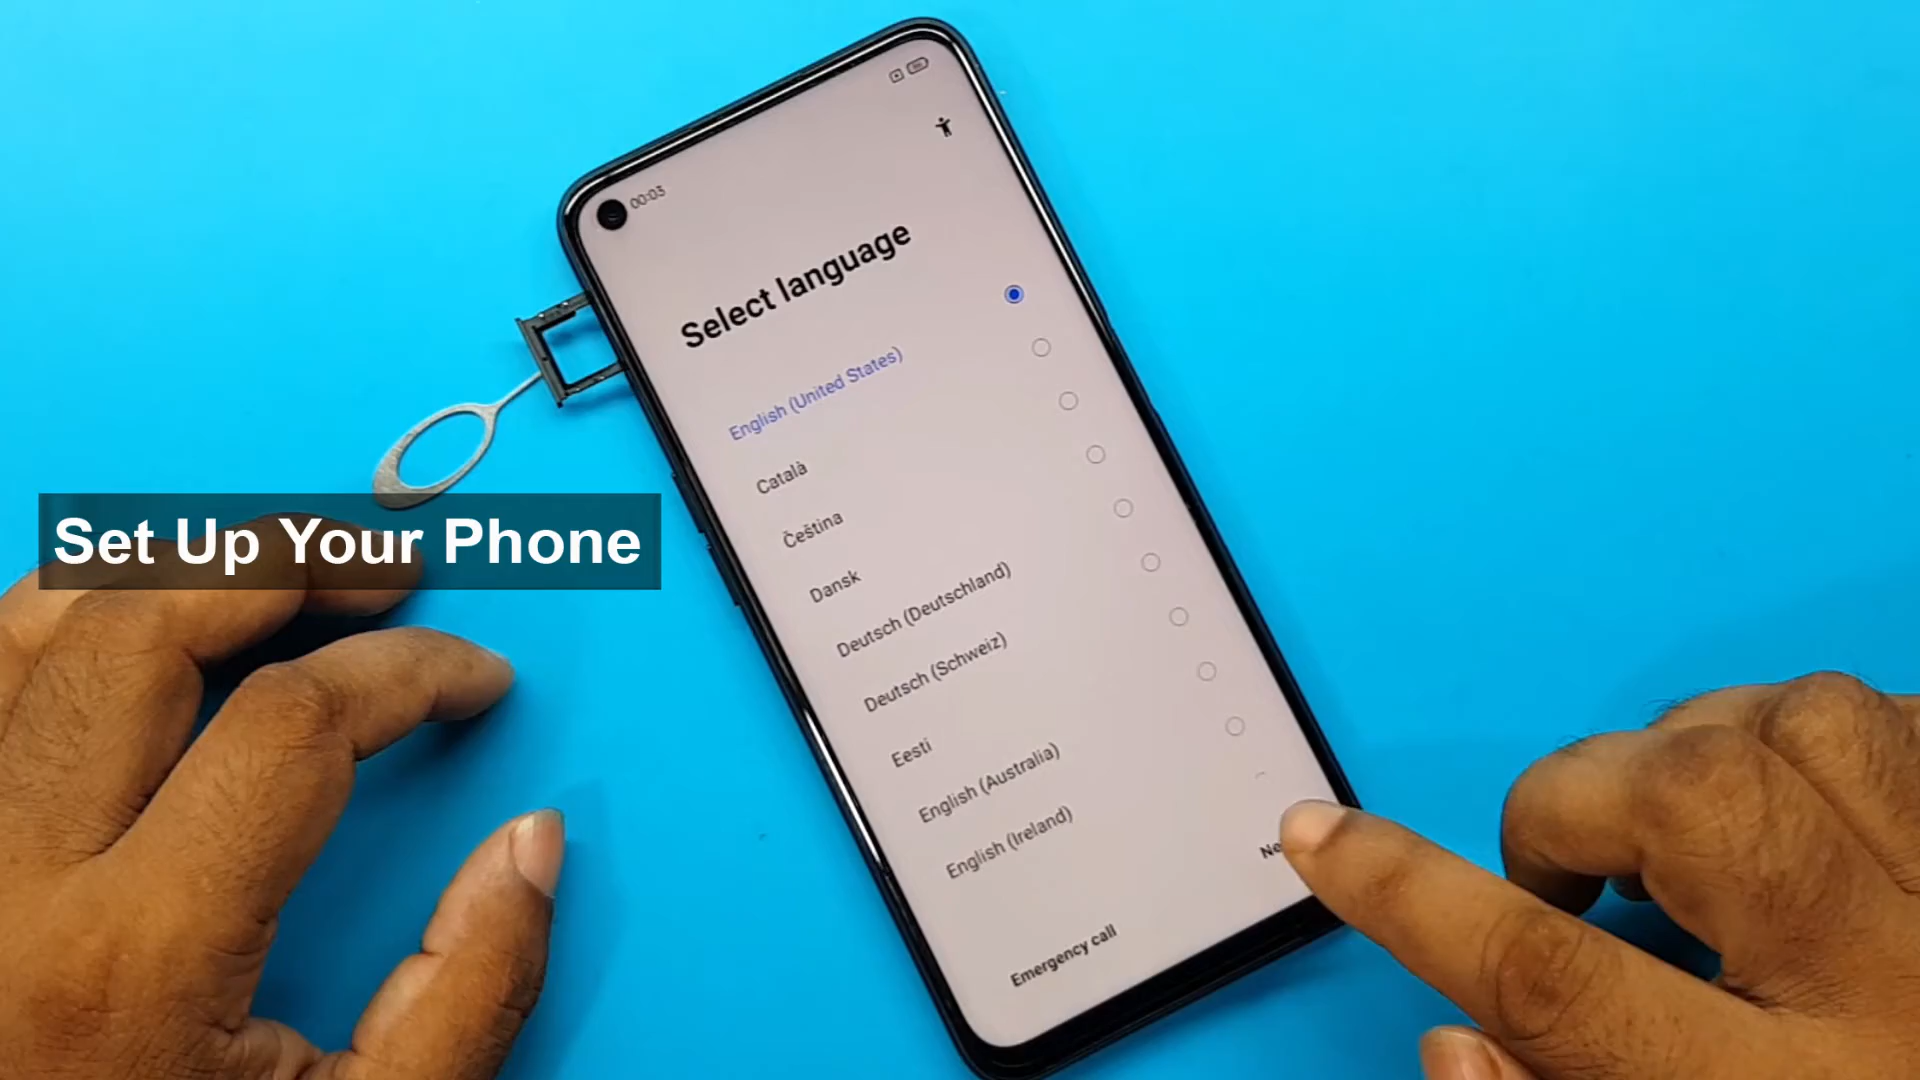 00:03
Select language
English (United States)
Català
Čeština
Dansk
Deutsch (Deutschland)
Deutsch (Schweiz)
Eesti
English (Australia)
English (Ireland)
Emergency call
Set Up Your Phone